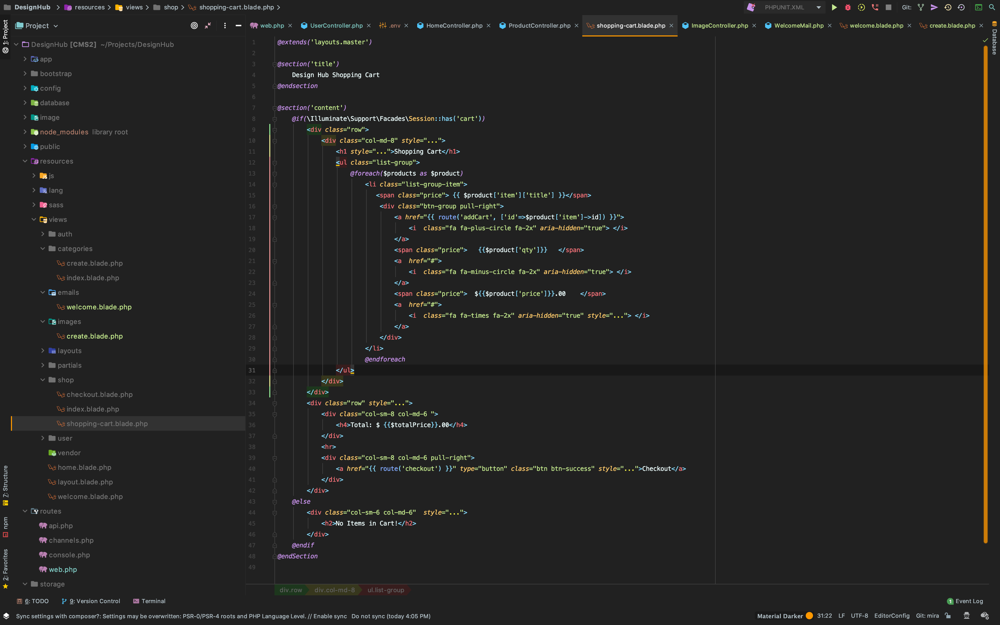 DesignHub resources views shop shopping-cart.blade.php
PHPUNIT.XML
Git:
1: Project
Project
web.php UserController.php .env HomeController.php ProductController.php shopping-cart.blade.php ImageController.php WelcomeMail.php welcome.blade.php create.blade.php
Database
DesignHub [CMS2] ~/Projects/DesignHub
app
bootstrap
config
database
image
node_modules library root
public
resources
js
lang
sass
views
auth
categories
create.blade.php
index.blade.php
emails
welcome.blade.php
images
create.blade.php
layouts
partials
shop
checkout.blade.php
index.blade.php
shopping-cart.blade.php
user
vendor
home.blade.php
layout.blade.php
welcome.blade.php
routes
api.php
channels.php
console.php
web.php
storage
7: Structure
npm
2: Favorites
1 @extends('layouts.master')
2
3 @section('title')
4 Design Hub Shopping Cart
5 @endsection
6
7 @section('content')
8 @if(\Illuminate\Support\Facades\Session::has('cart'))
9 <div class="row">
10 <div class="col-md-8" style="...">
11 <h1 style="...">Shopping Cart</h1>
12 <ul class="list-group">
13 @foreach($products as $product)
14 <li class="list-group-item">
15 <span class="price"> {{ $product['item']['title'] }}</span>
16 <div class="btn-group pull-right">
17 <a href="{{ route('addCart', ['id'=>$product['item']->id]) }}">
18 <i  class="fa fa-plus-circle fa-2x" aria-hidden="true"> </i>
19 </a>
20 <span class="price">   {{$product['qty']}}   </span>
21 <a  href="#">
22 <i  class="fa fa-minus-circle fa-2x" aria-hidden="true"> </i>
23 </a>
24 <span class="price">  ${{$product['price']}}.00    </span>
25 <a  href="#">
26 <i  class="fa fa-times fa-2x" aria-hidden="true" style="..."> </i>
27 </a>
28 </div>
29 </li>
30 @endforeach
31 </ul>
32 </div>
33 </div>
34 <div class="row" style="...">
35 <div class="col-sm-8 col-md-6 ">
36 <h4>Total: $ {{$totalPrice}}.00</h4>
37 </div>
38 <hr>
39 <div class="col-sm-8 col-md-6 pull-right">
40 <a href="{{ route('checkout') }}" type="button" class="btn btn-success" style="...">Checkout</a>
41 </div>
42 </div>
43 @else
44 <div class="col-sm-6 col-md-6"  style="...">
45 <h2>No Items in Cart!</h2>
46 </div>
47 @endif
48 @endSection
49
div.row div.col-md-8 ul.list-group
6: TODO 9: Version Control Terminal
1 Event Log
Sync settings with composer?: Settings may be overwritten: PSR-0/PSR-4 roots and PHP Language Level. // Enable sync Do not sync (today 4:05 PM)
Material Darker 31:22 LF UTF-8 EditorConfig Git: mira